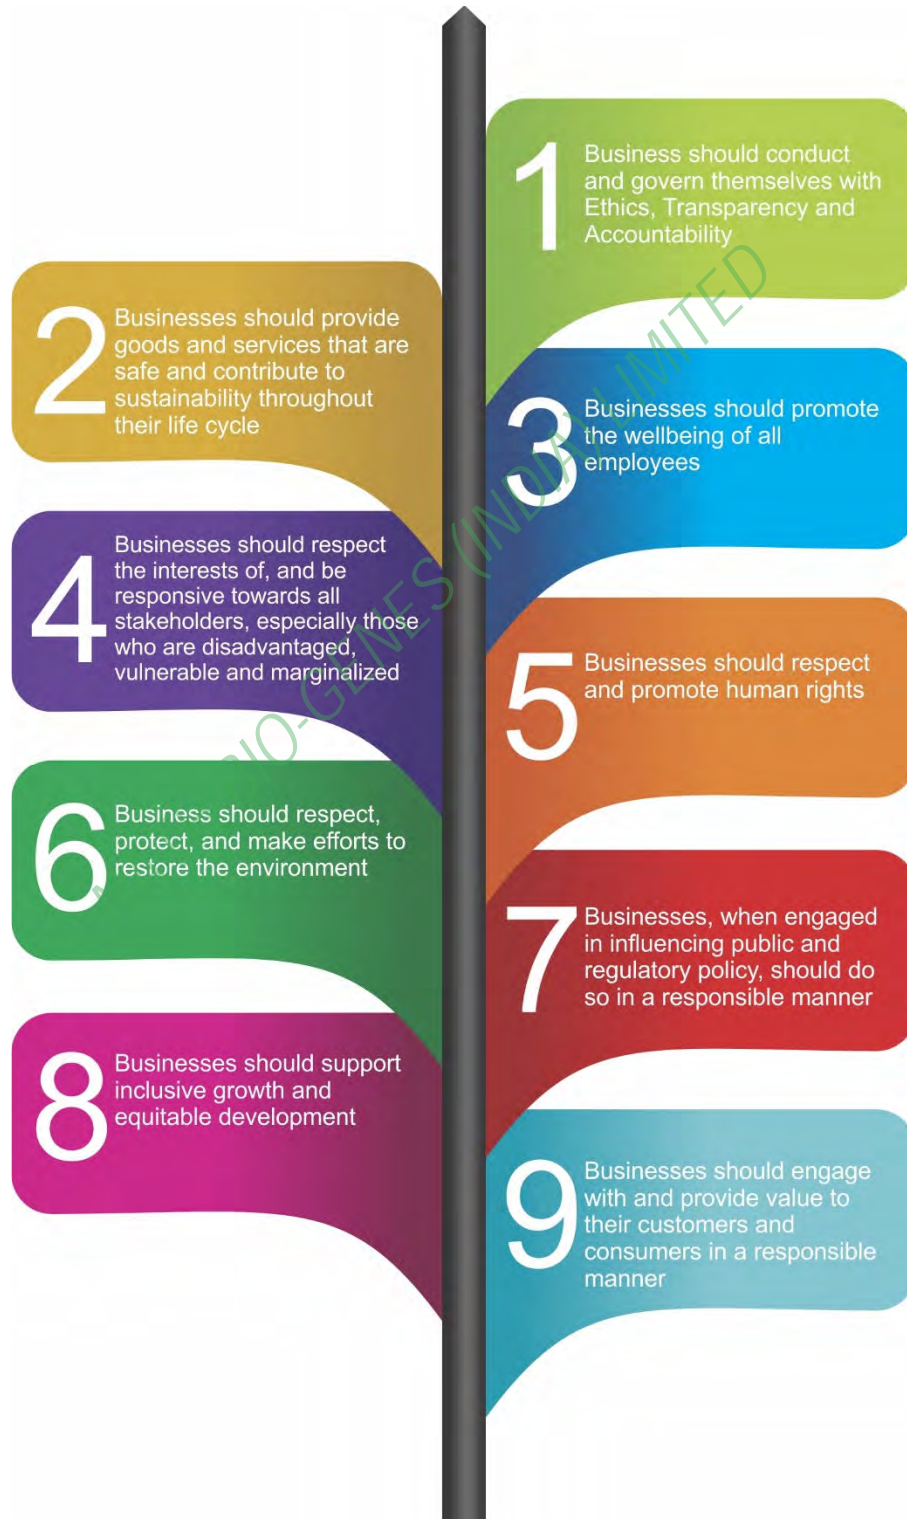 1
Business should conduct
and govern themselves with
Ethics, Transparency and
Accountability
2
Businesses should provide
goods and services that are
safe and contribute to
sustainability throughout
their life cycle
3
Businesses should promote
the wellbeing of all
employees
4
Businesses should respect
the interests of, and be
responsive towards all
stakeholders, especially those
who are disadvantaged,
vulnerable and marginalized
5
Businesses should respect
and promote human rights
6
Business should respect,
protect, and make efforts to
restore the environment
7
Businesses, when engaged
in influencing public and
regulatory policy, should do
so in a responsible manner
8
Businesses should support
inclusive growth and
equitable development
9
Businesses should engage
with and provide value to
their customers and
consumers in a responsible
manner
BIO-GENES (INDIA) LIMITED